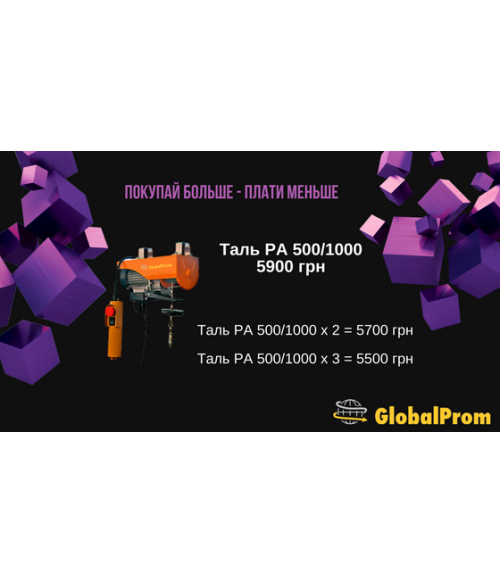 ПОКУПАЙ БОЛЬШЕ - ПЛАТИ МЕНЬШЕ
Таль PA 500/1000
5900 грн
GlobalProm
Таль PA 500/1000 x 2 = 5700 грн
Таль PA 500/1000 x 3 = 5500 грн
GlobalProm